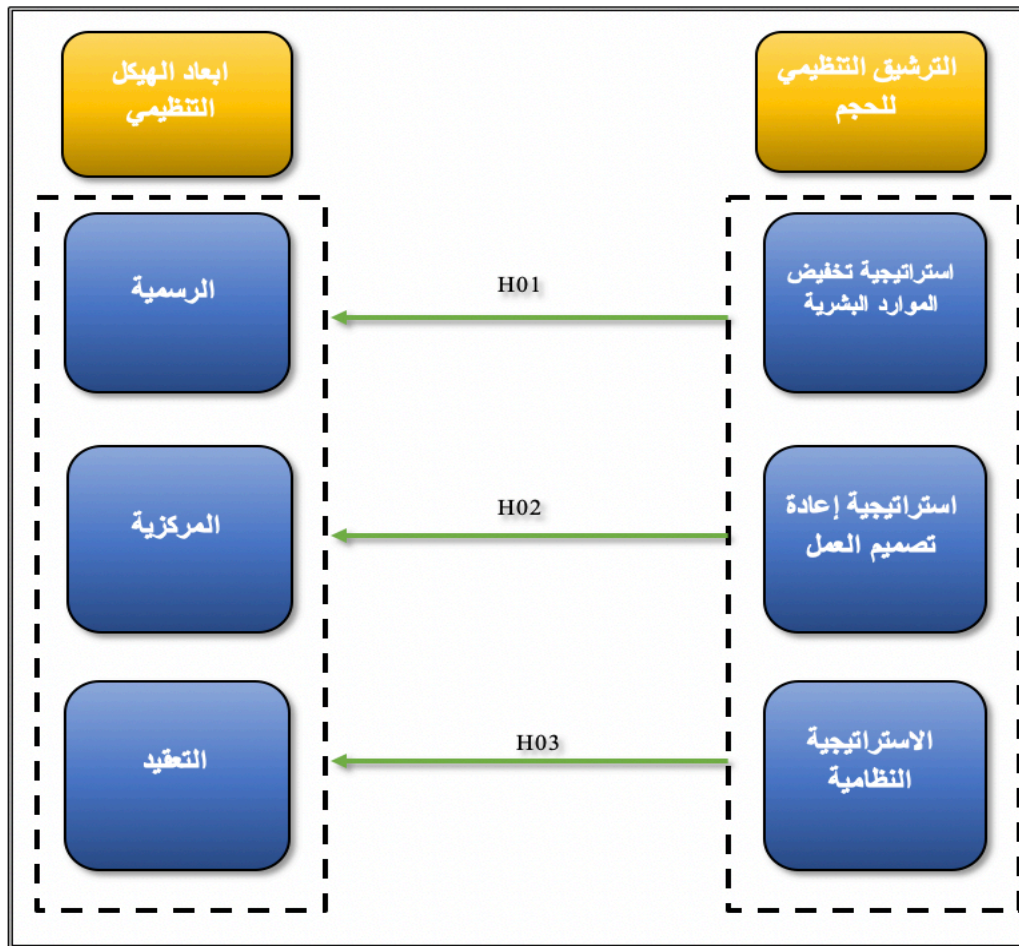 الترشيق التنظيمي
للحجم
ابعاد الهيكل
التنظيمي
استراتيجية تخفيض
الموارد البشرية
H01
الرسمية
استراتيجية إعادة
تصميم العمل
H02
المركزية
الاستراتيجية
النظامية
H03
التعقيد